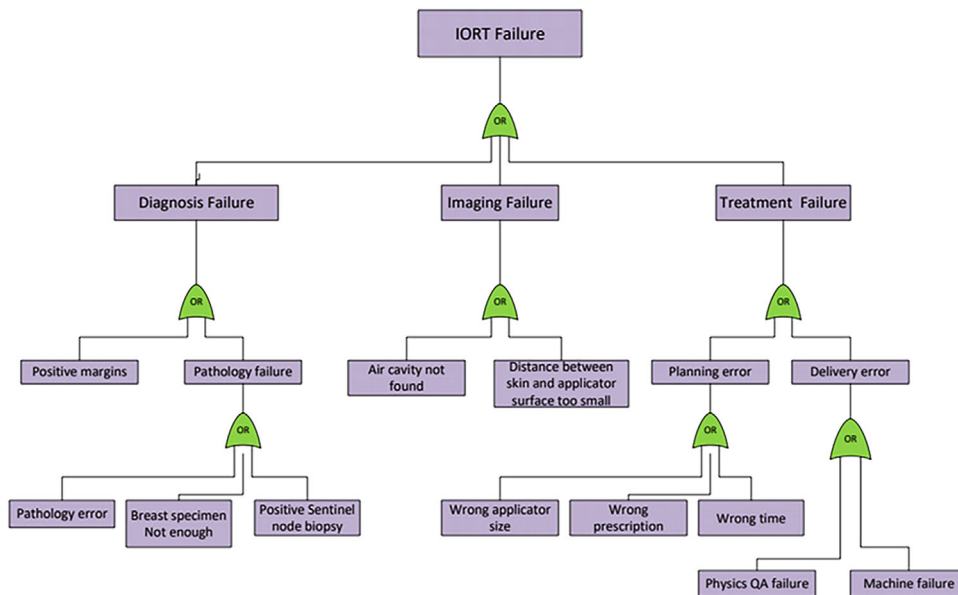 IORT Failure
OR
Diagnosis Failure
Imaging Failure
Treatment Failure
OR
OR
OR
Positive margins
Pathology failure
Air cavity not
found
Distance between
skin and applicator
surface too small
Planning error
Delivery error
OR
OR
OR
Pathology error
Breast specimen
Not enough
Positive Sentinel
node biopsy
Wrong applicator
size
Wrong
prescription
Wrong time
Physics QA failure
Machine failure